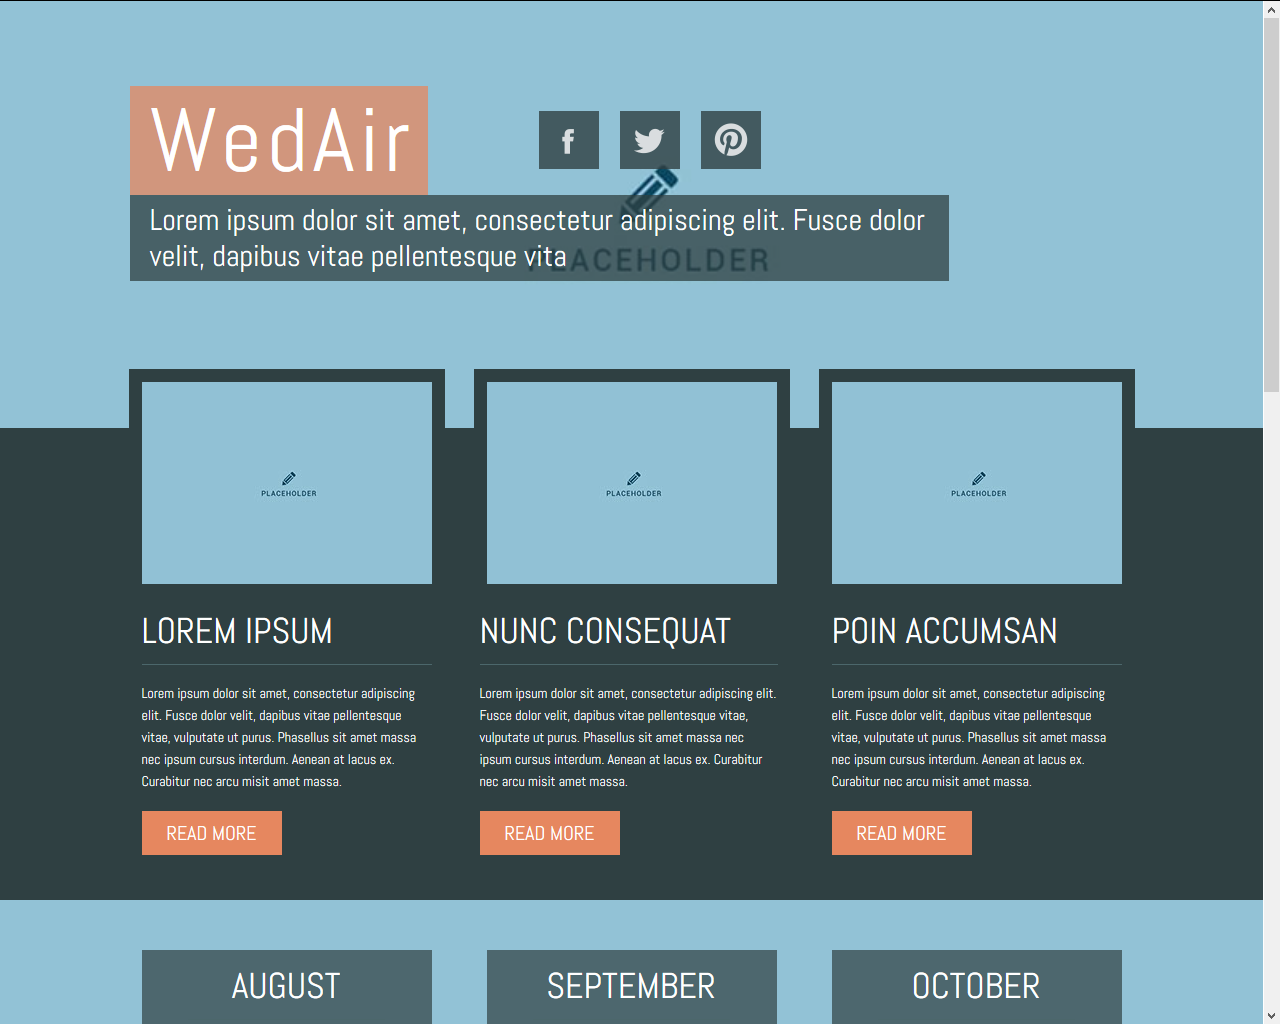 WedAir
Lorem ipsum dolor sit amet, consectetur adipiscing elit. Fusce dolor
velit, dapibus vitae pellentesque vita
PLACEHOLDER
PLACEHOLDER
PLACEHOLDER
PLACEHOLDER
LOREM IPSUM
Lorem ipsum dolor sit amet, consectetur adipiscing
elit. Fusce dolor velit, dapibus vitae pellentesque
vitae, vulputate ut purus. Phasellus sit amet massa
nec ipsum cursus interdum. Aenean at lacus ex.
Curabitur nec arcu misit amet massa.
READ MORE
NUNC CONSEQUAT
Lorem ipsum dolor sit amet, consectetur adipiscing elit.
Fusce dolor velit, dapibus vitae pellentesque vitae,
vulputate ut purus. Phasellus sit amet massa nec
ipsum cursus interdum. Aenean at lacus ex. Curabitur
nec arcu misit amet massa.
READ MORE
POIN ACCUMSAN
Lorem ipsum dolor sit amet, consectetur adipiscing
elit. Fusce dolor velit, dapibus vitae pellentesque
vitae, vulputate ut purus. Phasellus sit amet massa
nec ipsum cursus interdum. Aenean at lacus ex.
Curabitur nec arcu misit amet massa.
READ MORE
AUGUST
SEPTEMBER
OCTOBER